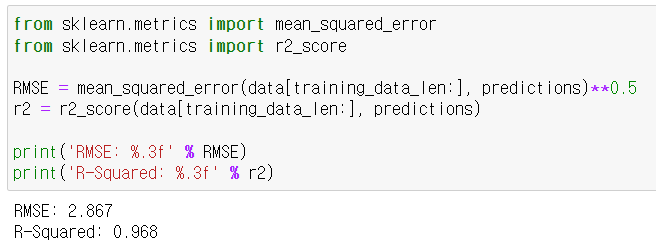 from sklearn.metrics import mean_squared_error
from sklearn.metrics import r2_score
RMSE = mean_squared_error(data[training_data_len:], predictions)**0.5
r2 = r2_score(data[training_data_len:], predictions)
print('RMSE: %.3f' % RMSE)
print('R-Squared: %.3f' % r2)
RMSE: 2.867
R-Squared: 0.968